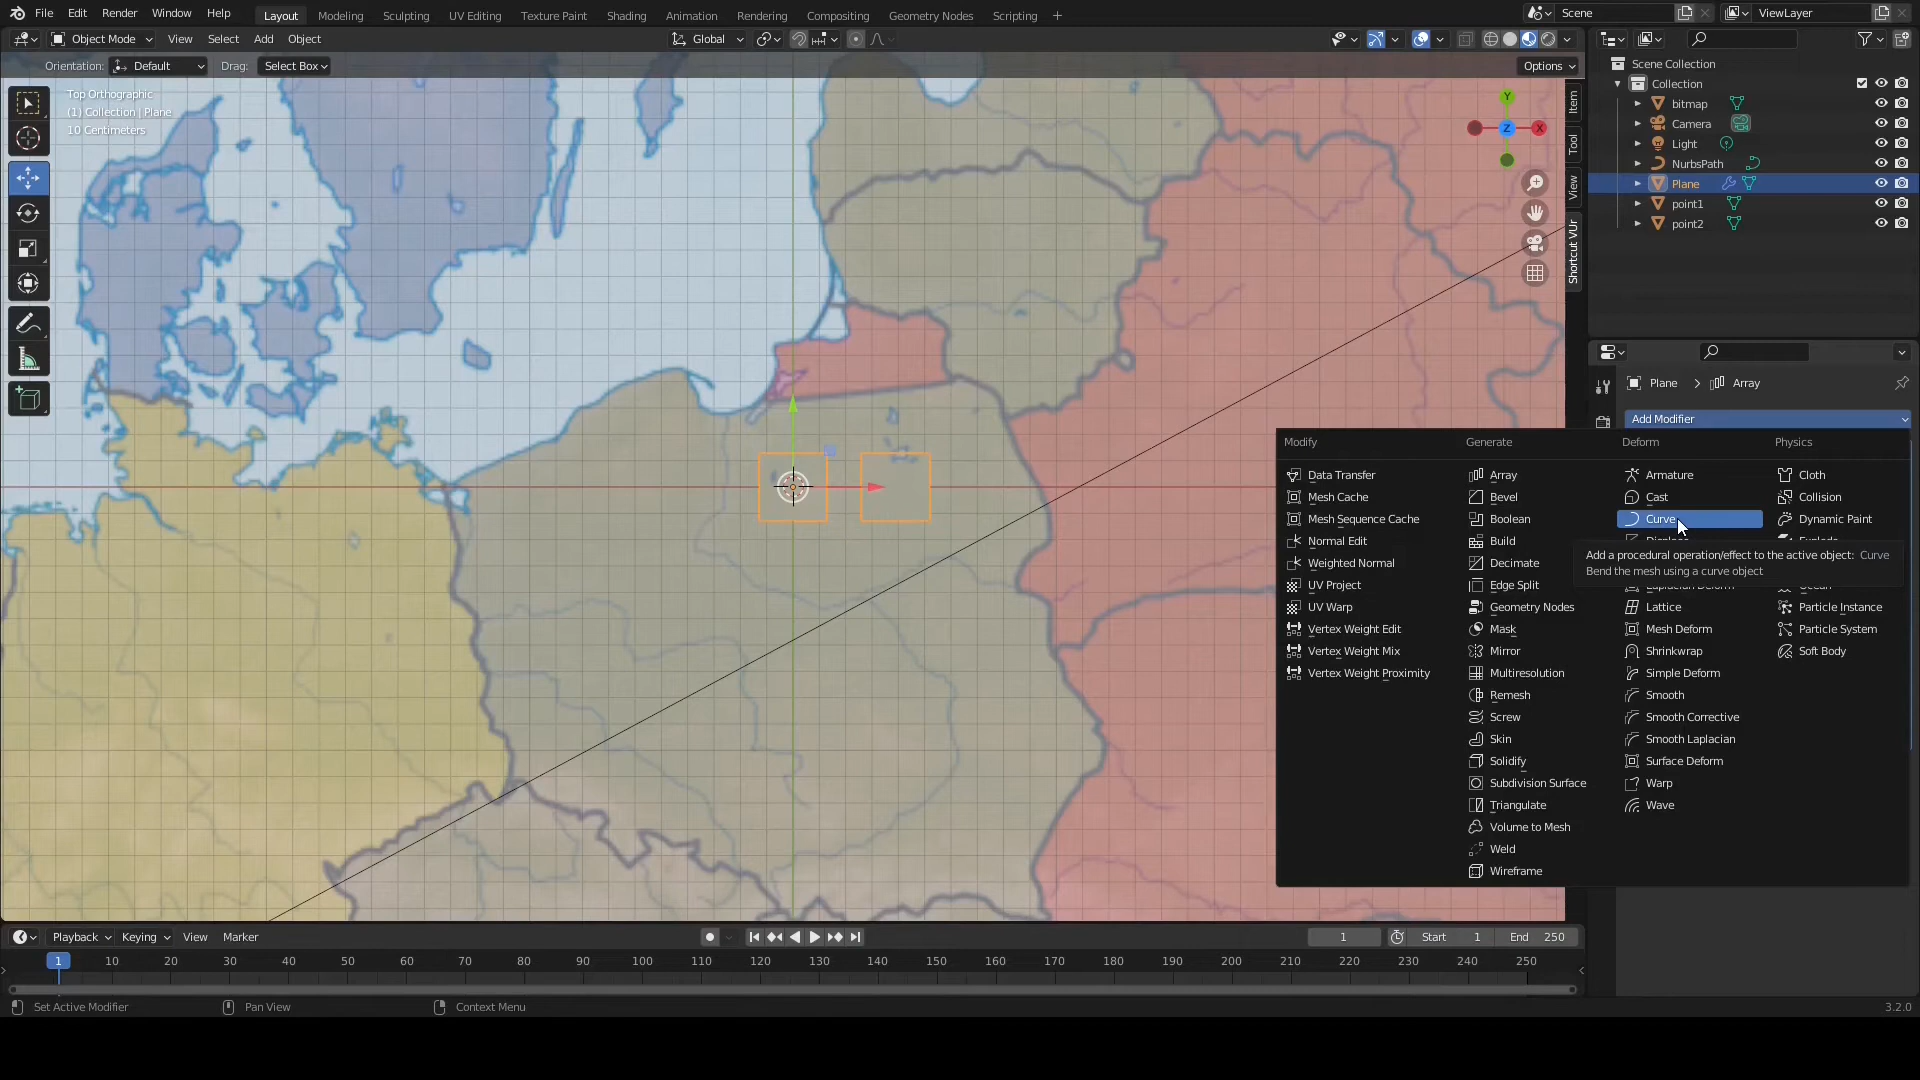 File Edit Render Window Help Layout Modeling Sculpting UV Editing Texture Paint Shading Animation Rendering Compositing Geometry Nodes Scripting + Scene ViewLayer
Object Mode View Select Add Object Global
Orientation: Default Drag: Select Box Options
Top Orthographic
(1) Collection | Plane
10 Centimeters
Y
Z
X
Item
Tool
View
Shortcut VUr
Scene Collection
Collection
bitmap
Camera
Light
NurbsPath
Plane
point1
point2
Plane > Array
Add Modifier
Modify Generate Deform Physics
Data Transfer Array Armature Cloth
Mesh Cache Bevel Cast Collision
Mesh Sequence Cache Boolean Curve Dynamic Paint
Normal Edit Build
Weighted Normal Decimate
Add a procedural operation/effect to the active object: Curve
Bend the mesh using a curve object
UV Project Edge Split Laplacian Deform
UV Warp Geometry Nodes Lattice Particle Instance
Vertex Weight Edit Mask Mesh Deform Particle System
Vertex Weight Mix Mirror Shrinkwrap Soft Body
Vertex Weight Proximity Multiresolution Simple Deform
Remesh Smooth
Screw Smooth Corrective
Skin Smooth Laplacian
Solidify Surface Deform
Subdivision Surface Warp
Triangulate Wave
Volume to Mesh
Weld
Wireframe
Playback Keying View Marker 1 Start 1 End 250
1 10 20 30 40 50 60 70 80 90 100 110 120 130 140 150 160 170 180 190 200 210 220 230 240 250
Set Active Modifier Pan View Context Menu 3.2.0